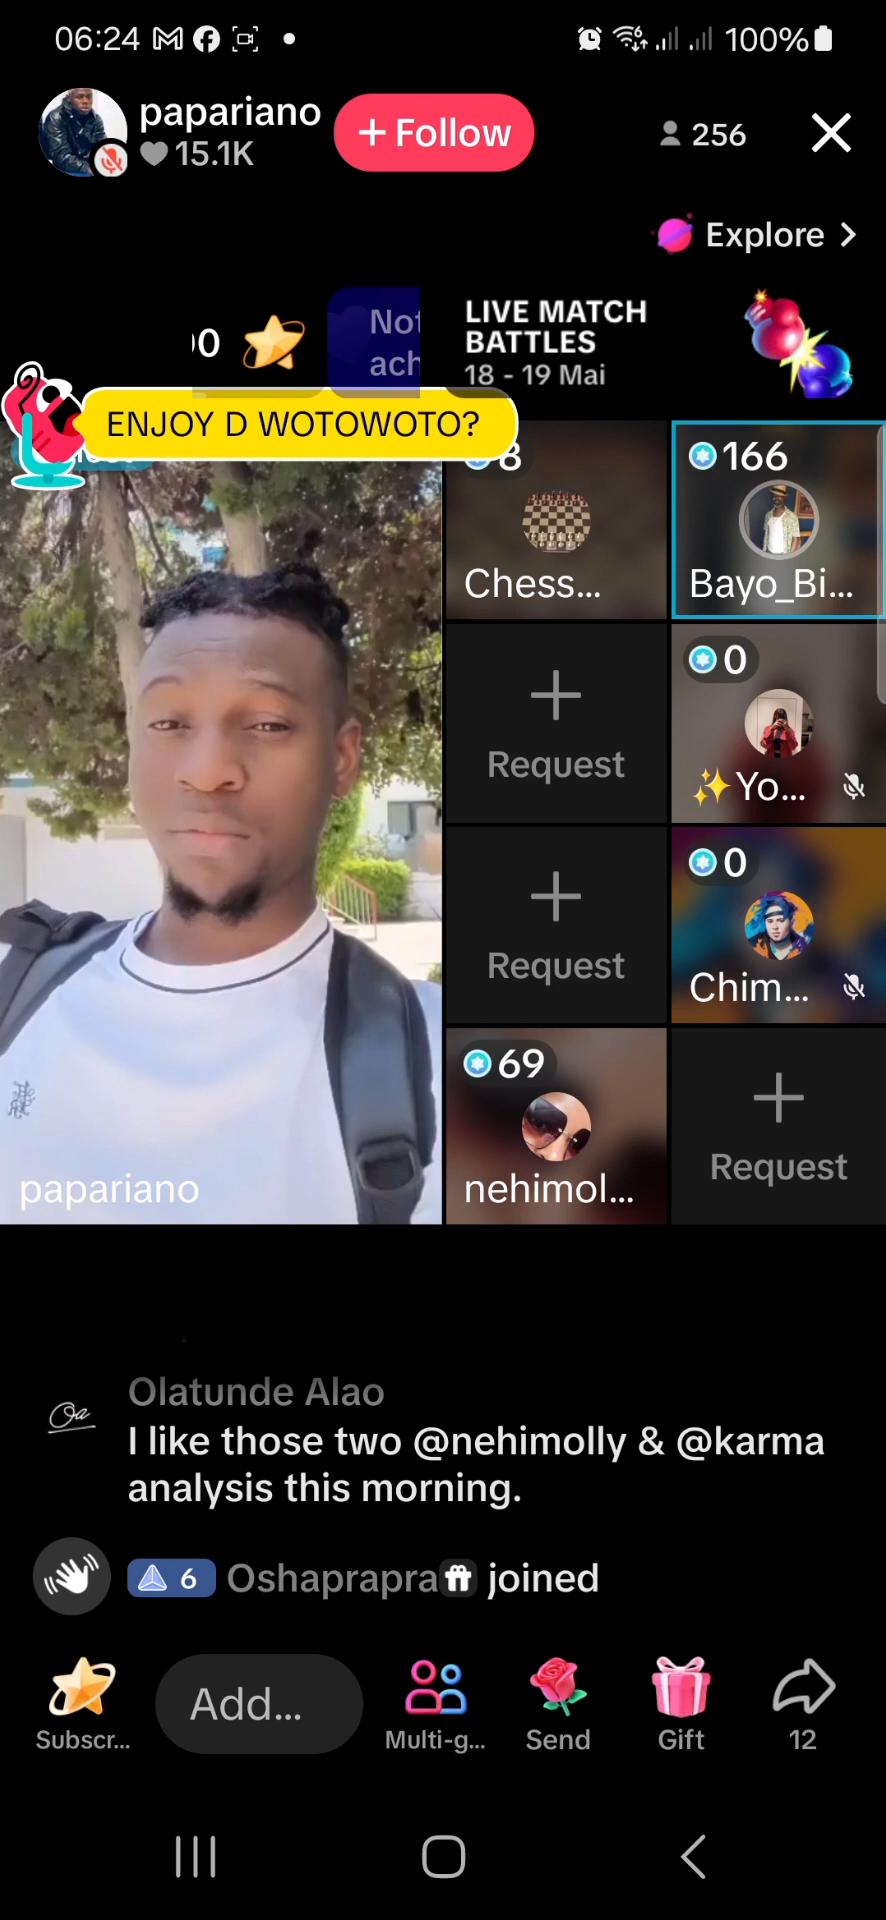 06:24
100%
papariano
15.1K
+ Follow
256
Explore
Not
ach
LIVE MATCH
BATTLES
18 - 19 Mai
ENJOY D WOTOWOTO?
8
Chess...
166
Bayo_Bi...
Request
0
✨Yo...
Request
0
Chim...
69
nehimol...
Request
papariano
Olatunde Alao
I like those two @nehimolly & @karma
analysis this morning.
6 Oshaprapra joined
Subscr...
Add...
Multi-g...
Send
Gift
12